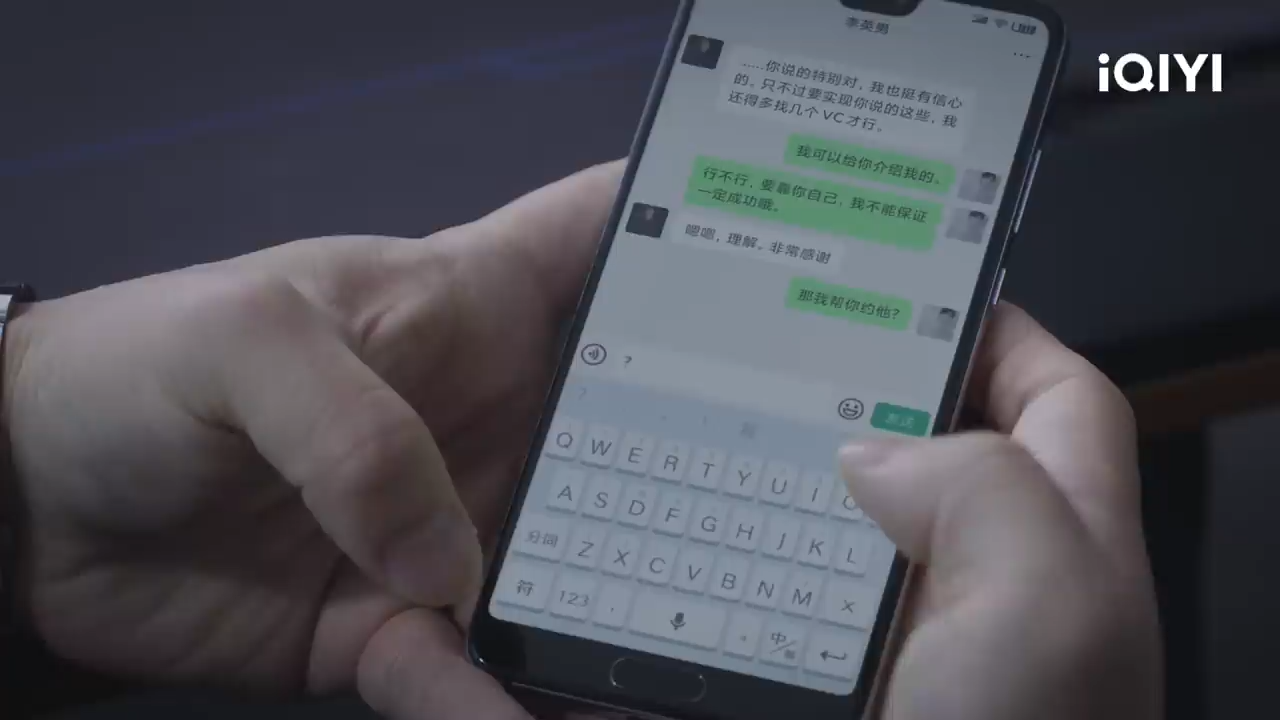 李英男
iQIYI
.....你说的特别对，我也挺有信心
的。只不过要实现你说的这些，我
还得多找几个VC才行。
我可以给你介绍我的。
行不行，要靠你自己，我不能保证
一定成功哦。
嗯嗯，理解。非常感谢
那我帮你约他？
?
发送
Q W E R T Y U I O
A S D F G H J K L
分词 Z X C V B N M
符 123 , 。 中